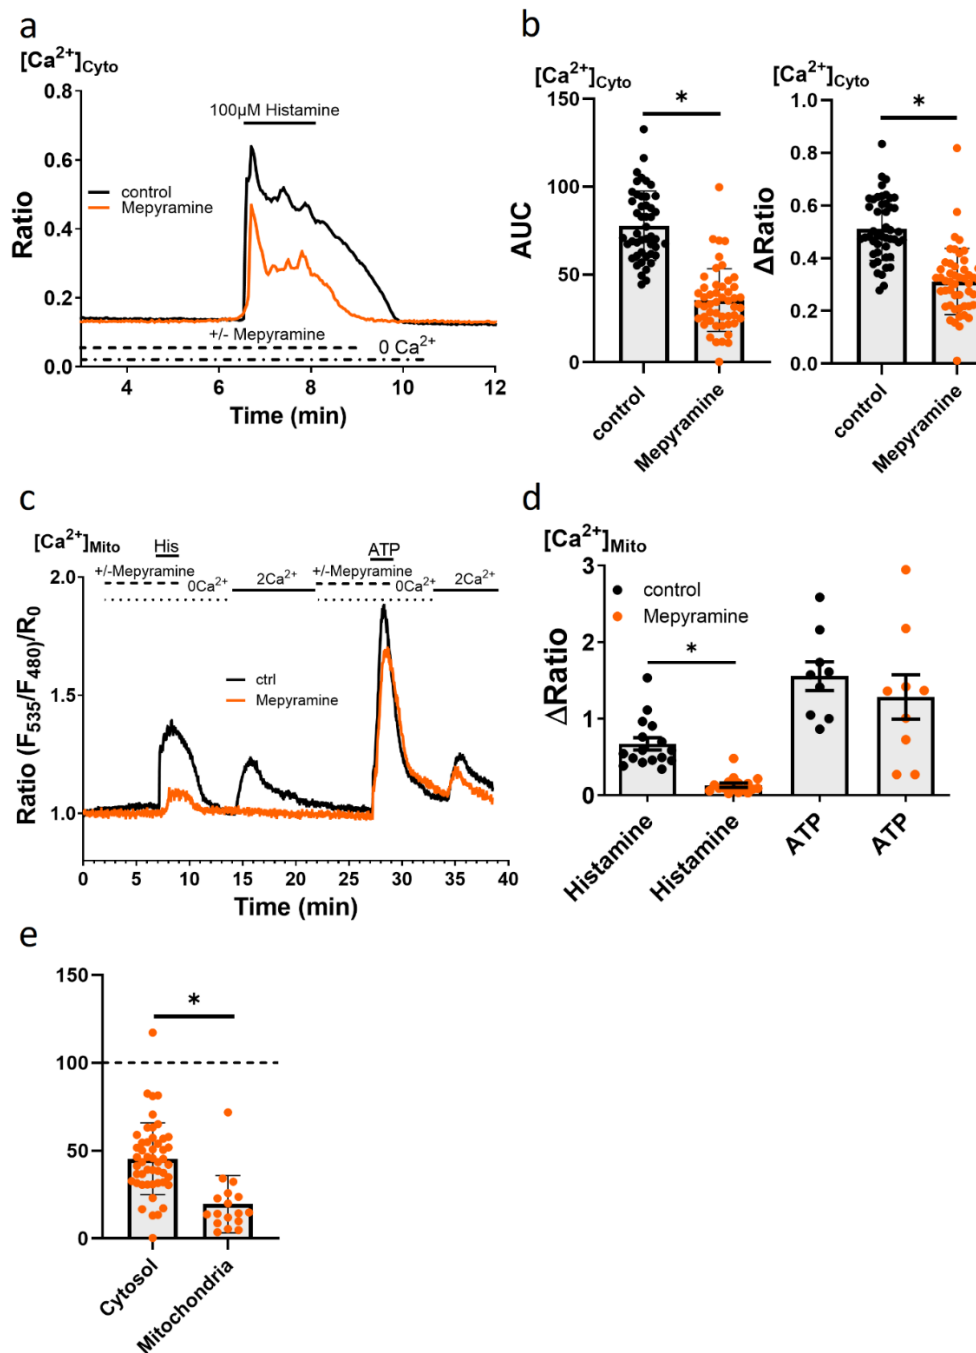 a
[Ca²⁺]Cyto
100µM Histamine
control
Mepyramine
Ratio
0.8
0.6
0.4
0.2
0.0
+/- Mepyramine
0 Ca²⁺
4 6 8 10 12
Time (min)
b
[Ca²⁺]Cyto
150
100
50
0
AUC
*
control
Mepyramine
[Ca²⁺]Cyto
1.0
0.8
0.6
0.4
0.2
0.0
ΔRatio
*
control
Mepyramine
c
[Ca²⁺]Mito
His
ATP
+/-Mepyramine
0Ca²⁺
2Ca²⁺
+/-Mepyramine
0Ca²⁺
2Ca²⁺
2.0
1.5
1.0
Ratio (F535/F480)/R0
ctrl
Mepyramine
0 5 10 15 20 25 30 35 40
Time (min)
d
[Ca²⁺]Mito
3
2
1
0
ΔRatio
control
Mepyramine
*
Histamine
Histamine
ATP
ATP
e
150
100
50
0
*
Cytosol
Mitochondria